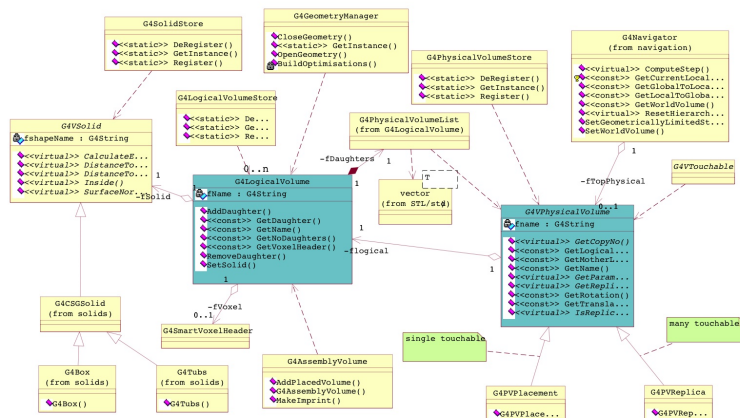 G4SolidStore
<<static>> DeRegister()
<<static>> GetInstance()
<<static>> Register()
G4GeometryManager
CloseGeometry()
<<static>> GetInstance()
OpenGeometry()
BuildOptimisations()
G4PhysicalVolumeStore
<<static>> DeRegister()
<<static>> GetInstance()
<<static>> Register()
G4Navigator
(from navigation)
<<virtual>> ComputeStep()
<<const>> GetCurrentLocal...
<<const>> GetGlobalToLoca...
<<const>> GetLocalToGloba...
<<const>> GetWorldVolume()
<<virtual>> ResetHierarch...
SetGeometricallyLimitedSt...
SetWorldVolume()
G4LogicalVolumeStore
<<static>> De...
<<static>> Ge...
<<static>> Re...
G4PhysicalVolumeList
(from G4LogicalVolume)
G4VSolid
fshapeName : G4String
<<virtual>> CalculateE...
<<virtual>> DistanceTo...
<<virtual>> DistanceTo...
<<virtual>> Inside()
<<virtual>> SurfaceNor...
1
-fSolid
0..n
-fDaughters
1
1
T
vector
(from STL/std)
1
-fTopPhysical
0..1
G4VTouchable
G4LogicalVolume
fName : G4String
AddDaughter()
<<const>> GetDaughter()
<<const>> GetName()
<<const>> GetNoDaughters()
<<const>> GetVoxelHeader()
RemoveDaughter()
SetSolid()
1
-flogical
1
G4VPhysicalVolume
fname : G4String
<<virtual>> GetCopyNo()
<<const>> GetLogical...
<<const>> GetMotherL...
<<const>> GetName()
<<virtual>> GetParam...
<<virtual>> GetRepli...
<<const>> GetRotation()
<<const>> GetTransla...
<<virtual>> IsReplic...
1
-fVoxel
0..1
G4SmartVoxelHeader
G4CSGSolid
(from solids)
G4Box
(from solids)
G4Box()
G4Tubs
(from solids)
G4Tubs()
G4AssemblyVolume
AddPlacedVolume()
G4AssemblyVolume()
MakeImprint()
single touchable
many touchable
G4PVPlacement
G4PVPlace...
G4PVReplica
G4PVRep...